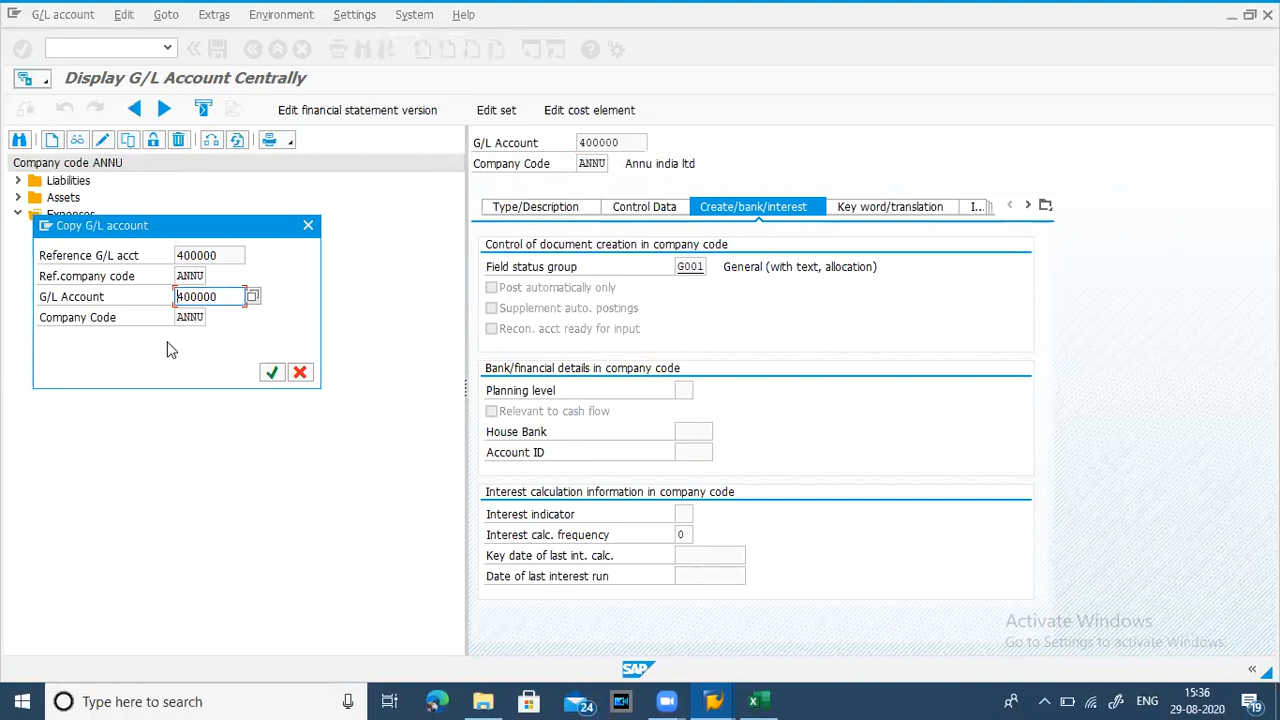 G/L account Edit Goto Extras Environment Settings System Help
Display G/L Account Centrally
Edit financial statement version Edit set Edit cost element
Company code ANNU
Liabilities
Assets
Expenses
Copy G/L account
Reference G/L acct 400000
Ref.company code ANNU
G/L Account 400000
Company Code ANNU
G/L Account 400000
Company Code ANNU Annu india ltd
Type/Description Control Data Create/bank/interest Key word/translation I...
Control of document creation in company code
Field status group G001 General (with text, allocation)
Post automatically only
Supplement auto. postings
Recon. acct ready for input
Bank/financial details in company code
Planning level
Relevant to cash flow
House Bank
Account ID
Interest calculation information in company code
Interest indicator
Interest calc. frequency 0
Key date of last int. calc.
Date of last interest run
Activate Windows
Go to Settings to activate Windows.
SAP
Type here to search
24
ENG
15:36
29-08-2020
19